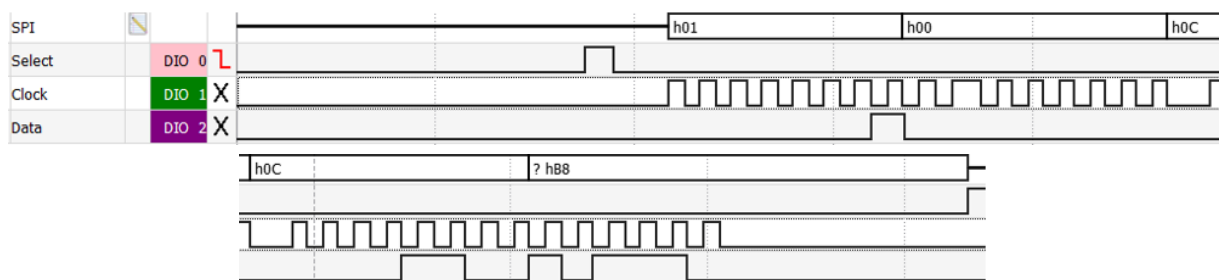 SPI h01 h00 h0C
Select DIO 0
Clock DIO 1 X
Data DIO 2 X
h0C ? hB8